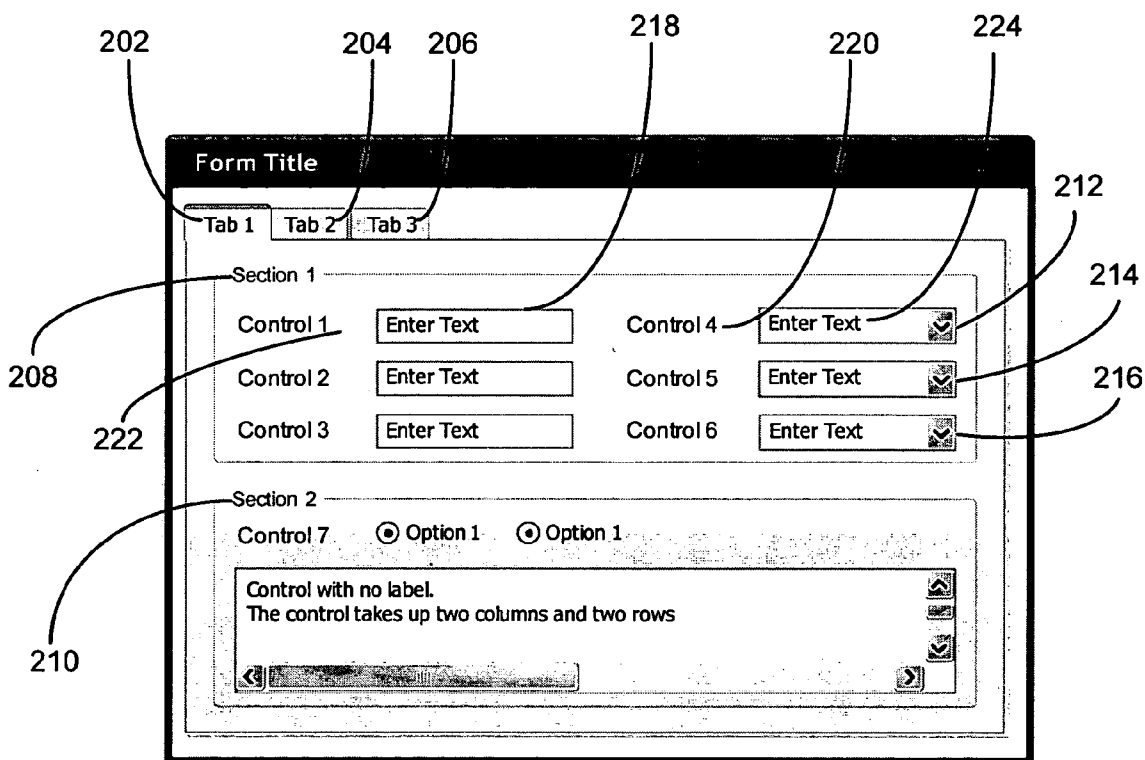 202 204 218 206 220 224
Form Title
212
Tab 1 Tab 2 Tab 3
Section 1
214
Control 1 Enter Text Control 4 Enter Text
208
Control 2 Enter Text Control 5 Enter Text
216
222
Control 3 Enter Text Control 6 Enter Text
Section 2
Control 7 Option 1 Option 1
Control with no label.
The control takes up two columns and two rows
210